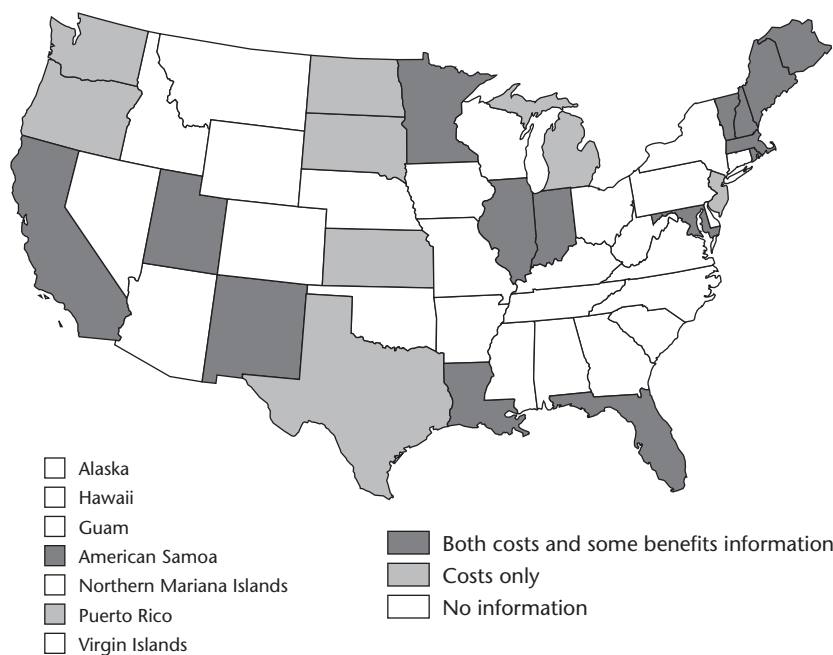 Alaska
Hawaii
Guam
American Samoa
Northern Mariana Islands
Puerto Rico
Virgin Islands
Both costs and some benefits information
Costs only
No information